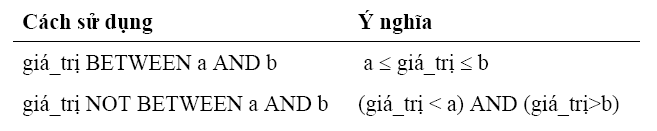 Cách sử dụng Ý nghĩa
giá_trị BETWEEN a AND b a ≤ giá_trị ≤ b
giá_trị NOT BETWEEN a AND b (giá_trị < a) AND (giá_trị>b)